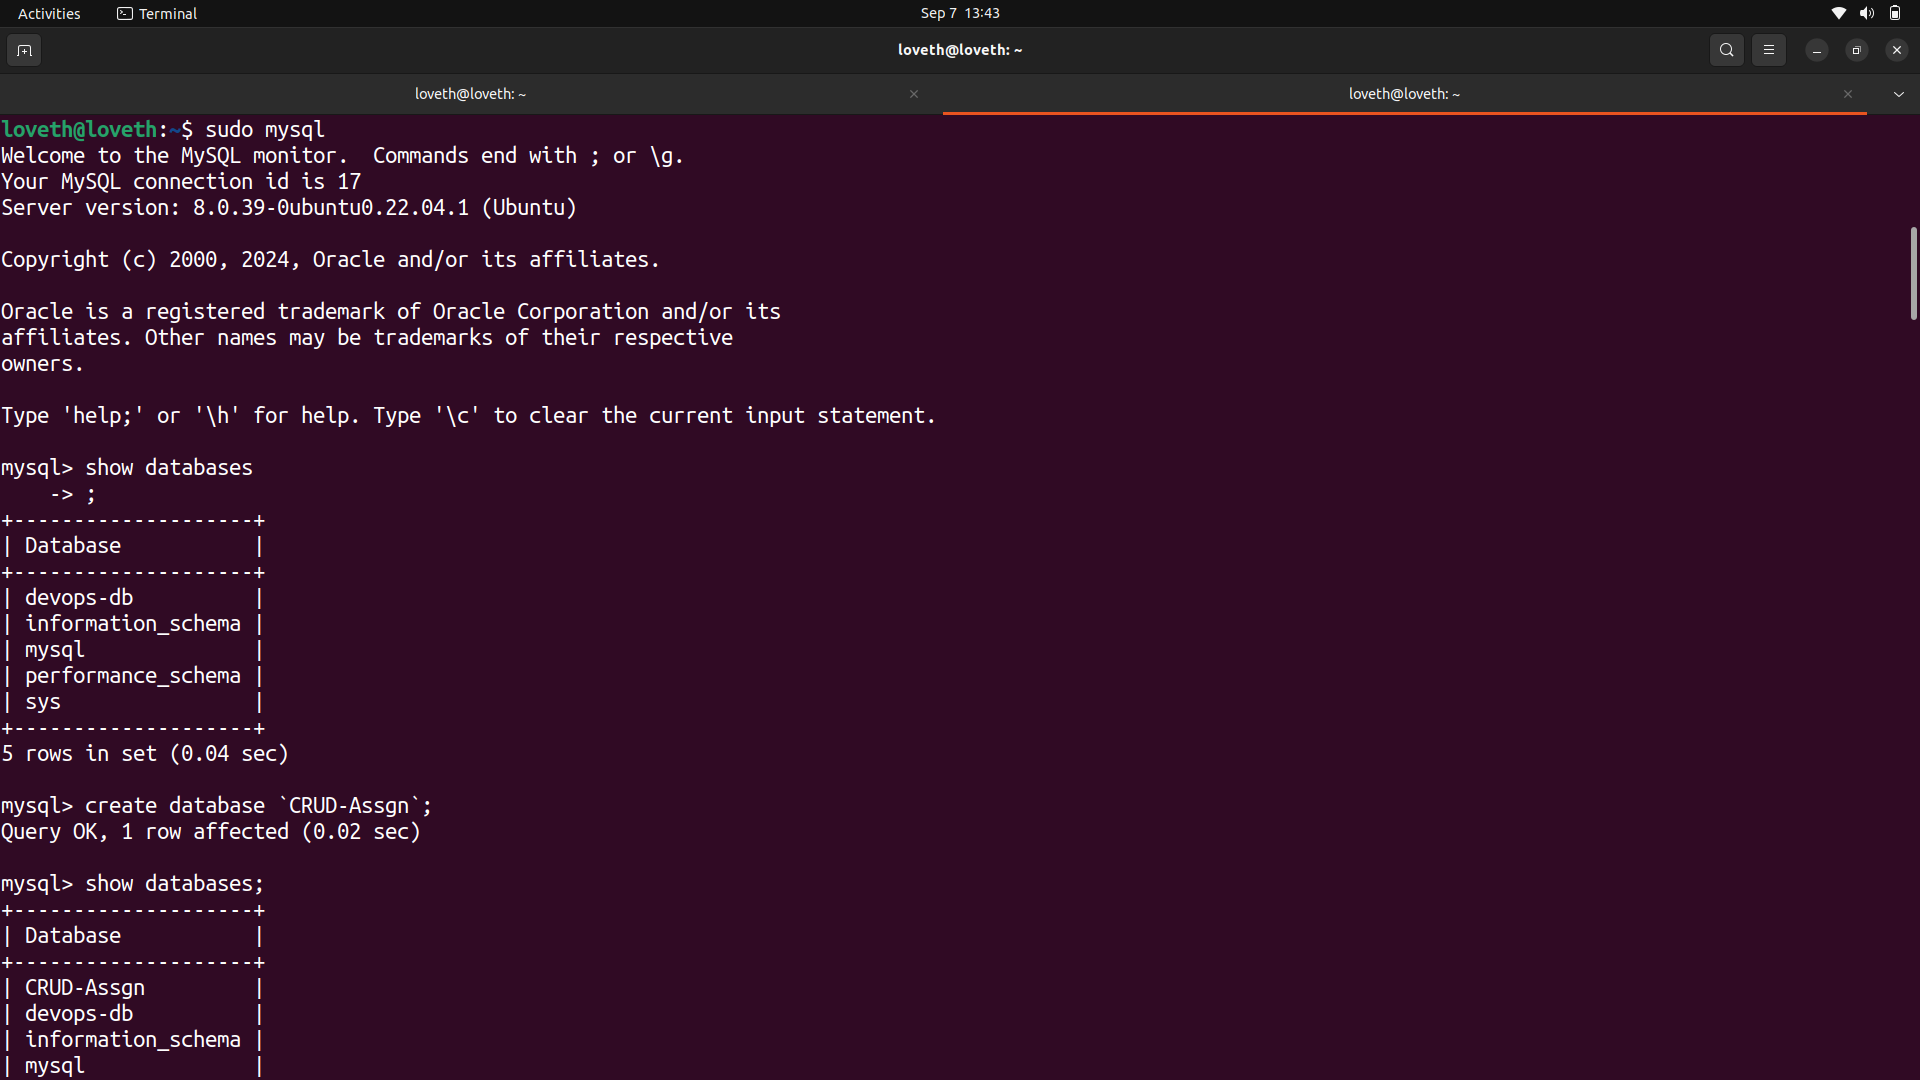 Activities Terminal Sep 7 13:43
loveth@loveth: ~
loveth@loveth: ~ loveth@loveth: ~
loveth@loveth:~$ sudo mysql
Welcome to the MySQL monitor.  Commands end with ; or \g.
Your MySQL connection id is 17
Server version: 8.0.39-0ubuntu0.22.04.1 (Ubuntu)

Copyright (c) 2000, 2024, Oracle and/or its affiliates.

Oracle is a registered trademark of Oracle Corporation and/or its
affiliates. Other names may be trademarks of their respective
owners.

Type 'help;' or '\h' for help. Type '\c' to clear the current input statement.

mysql> show databases
    -> ;
+--------------------+
| Database           |
+--------------------+
| devops-db          |
| information_schema |
| mysql              |
| performance_schema |
| sys                |
+--------------------+
5 rows in set (0.04 sec)

mysql> create database `CRUD-Assgn`;
Query OK, 1 row affected (0.02 sec)

mysql> show databases;
+--------------------+
| Database           |
+--------------------+
| CRUD-Assgn         |
| devops-db          |
| information_schema |
| mysql              |